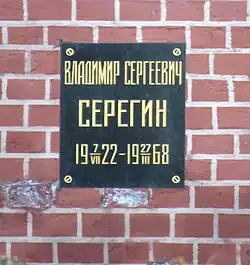 ВЛАДИМИР СЕРГЕЕВИЧ
СЕРЕГИН
19 7/VII 22–19 27/III 68